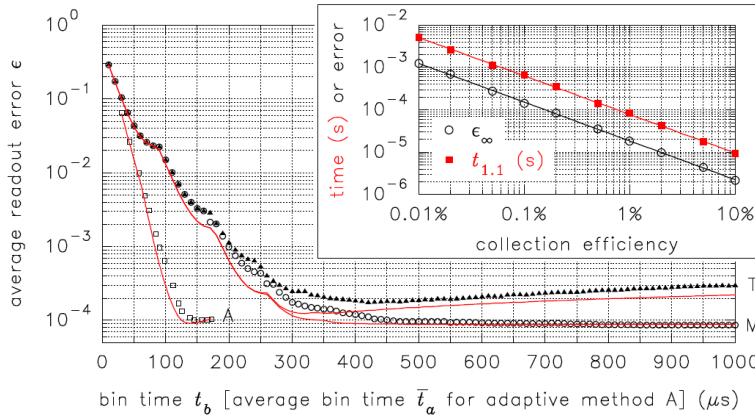 average readout error ϵ
10⁰
10⁻¹
10⁻²
10⁻³
10⁻⁴
0 100 200 300 400 500 600 700 800 900 1000
bin time t_b [average bin time t̅_a for adaptive method A] (μs)
A
T
M
time (s) or error
10⁻²
10⁻³
10⁻⁴
10⁻⁵
10⁻⁶
ϵ_∞
t_1.1 (s)
0.01% 0.1% 1% 10%
collection efficiency